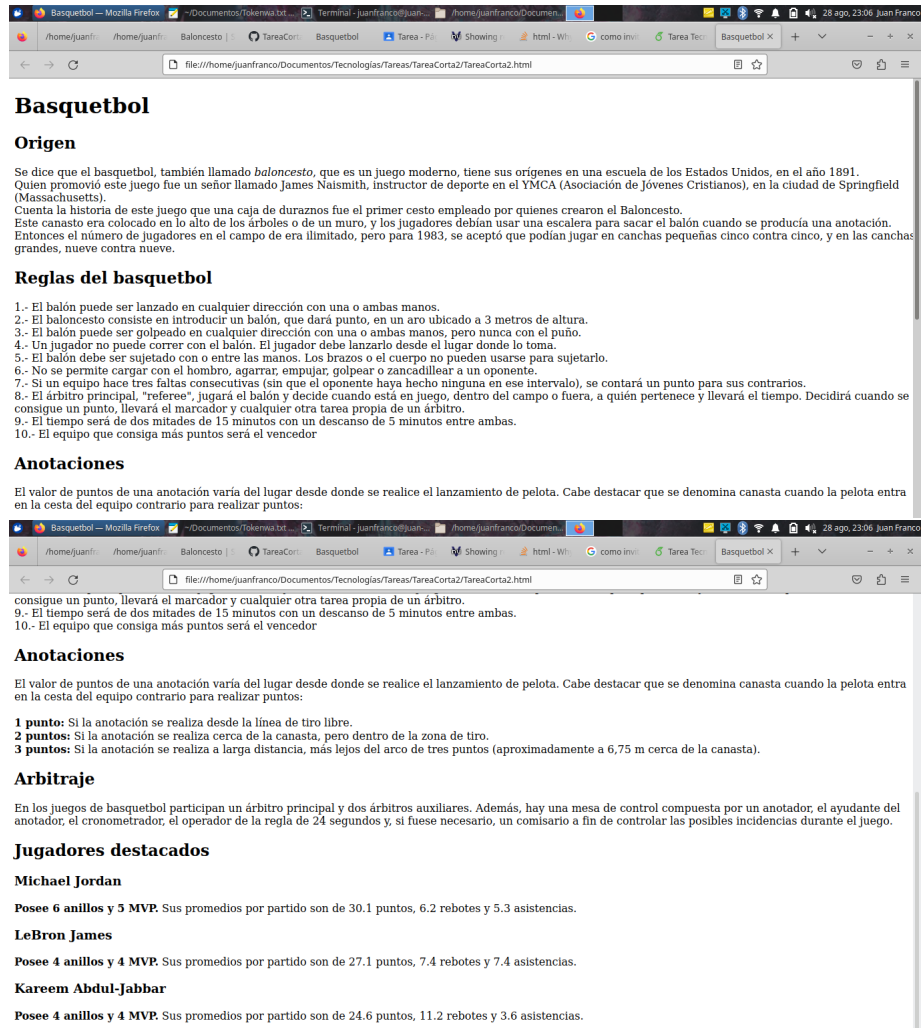 Basquetbol — Mozilla Firefox ~/Documentos/Tokenwa.txt ... Terminal - juanfranco@juan-... /home/juanfranco/Documen... 28 ago, 23:06 Juan Franco
/home/juanfr /home/juanfr Baloncesto | TareaCort Basquetbol Tarea - Pá Showing r html - Wh como invi Tarea Tec Basquetbol
file:///home/juanfranco/Documentos/Tecnologías/Tareas/TareaCorta2/TareaCorta2.html
Basquetbol
Origen
Se dice que el basquetbol, también llamado baloncesto, que es un juego moderno, tiene sus orígenes en una escuela de los Estados Unidos, en el año 1891.
Quien promovió este juego fue un señor llamado James Naismith, instructor de deporte en el YMCA (Asociación de Jóvenes Cristianos), en la ciudad de Springfield
(Massachusetts).
Cuenta la historia de este juego que una caja de duraznos fue el primer cesto empleado por quienes crearon el Baloncesto.
Este canasto era colocado en lo alto de los árboles o de un muro, y los jugadores debían usar una escalera para sacar el balón cuando se producía una anotación.
Entonces el número de jugadores en el campo de era ilimitado, pero para 1983, se aceptó que podían jugar en canchas pequeñas cinco contra cinco, y en las canchas
grandes, nueve contra nueve.
Reglas del basquetbol
1.- El balón puede ser lanzado en cualquier dirección con una o ambas manos.
2.- El baloncesto consiste en introducir un balón, que dará punto, en un aro ubicado a 3 metros de altura.
3.- El balón puede ser golpeado en cualquier dirección con una o ambas manos, pero nunca con el puño.
4.- Un jugador no puede correr con el balón. El jugador debe lanzarlo desde el lugar donde lo toma.
5.- El balón debe ser sujetado con o entre las manos. Los brazos o el cuerpo no pueden usarse para sujetarlo.
6.- No se permite cargar con el hombro, agarrar, empujar, golpear o zancadillear a un oponente.
7.- Si un equipo hace tres faltas consecutivas (sin que el oponente haya hecho ninguna en ese intervalo), se contará un punto para sus contrarios.
8.- El árbitro principal, "referee", jugará el balón y decide cuando está en juego, dentro del campo o fuera, a quién pertenece y llevará el tiempo. Decidirá cuando se
consigue un punto, llevará el marcador y cualquier otra tarea propia de un árbitro.
9.- El tiempo será de dos mitades de 15 minutos con un descanso de 5 minutos entre ambas.
10.- El equipo que consiga más puntos será el vencedor
Anotaciones
El valor de puntos de una anotación varía del lugar desde donde se realice el lanzamiento de pelota. Cabe destacar que se denomina canasta cuando la pelota entra
en la cesta del equipo contrario para realizar puntos:
Basquetbol — Mozilla Firefox ~/Documentos/Tokenwa.txt ... Terminal - juanfranco@juan-... /home/juanfranco/Documen... 28 ago, 23:06 Juan Franco
/home/juanfr /home/juanfr Baloncesto | TareaCort Basquetbol Tarea - Pá Showing r html - Wh como invi Tarea Tec Basquetbol
file:///home/juanfranco/Documentos/Tecnologías/Tareas/TareaCorta2/TareaCorta2.html
consigue un punto, llevará el marcador y cualquier otra tarea propia de un árbitro.
9.- El tiempo será de dos mitades de 15 minutos con un descanso de 5 minutos entre ambas.
10.- El equipo que consiga más puntos será el vencedor
Anotaciones
El valor de puntos de una anotación varía del lugar desde donde se realice el lanzamiento de pelota. Cabe destacar que se denomina canasta cuando la pelota entra
en la cesta del equipo contrario para realizar puntos:
1 punto: Si la anotación se realiza desde la línea de tiro libre.
2 puntos: Si la anotación se realiza cerca de la canasta, pero dentro de la zona de tiro.
3 puntos: Si la anotación se realiza a larga distancia, más lejos del arco de tres puntos (aproximadamente a 6,75 m cerca de la canasta).
Arbitraje
En los juegos de basquetbol participan un árbitro principal y dos árbitros auxiliares. Además, hay una mesa de control compuesta por un anotador, el ayudante del
anotador, el cronometrador, el operador de la regla de 24 segundos y, si fuese necesario, un comisario a fin de controlar las posibles incidencias durante el juego.
Jugadores destacados
Michael Jordan
Posee 6 anillos y 5 MVP. Sus promedios por partido son de 30.1 puntos, 6.2 rebotes y 5.3 asistencias.
LeBron James
Posee 4 anillos y 4 MVP. Sus promedios por partido son de 27.1 puntos, 7.4 rebotes y 7.4 asistencias.
Kareem Abdul-Jabbar
Posee 4 anillos y 4 MVP. Sus promedios por partido son de 24.6 puntos, 11.2 rebotes y 3.6 asistencias.